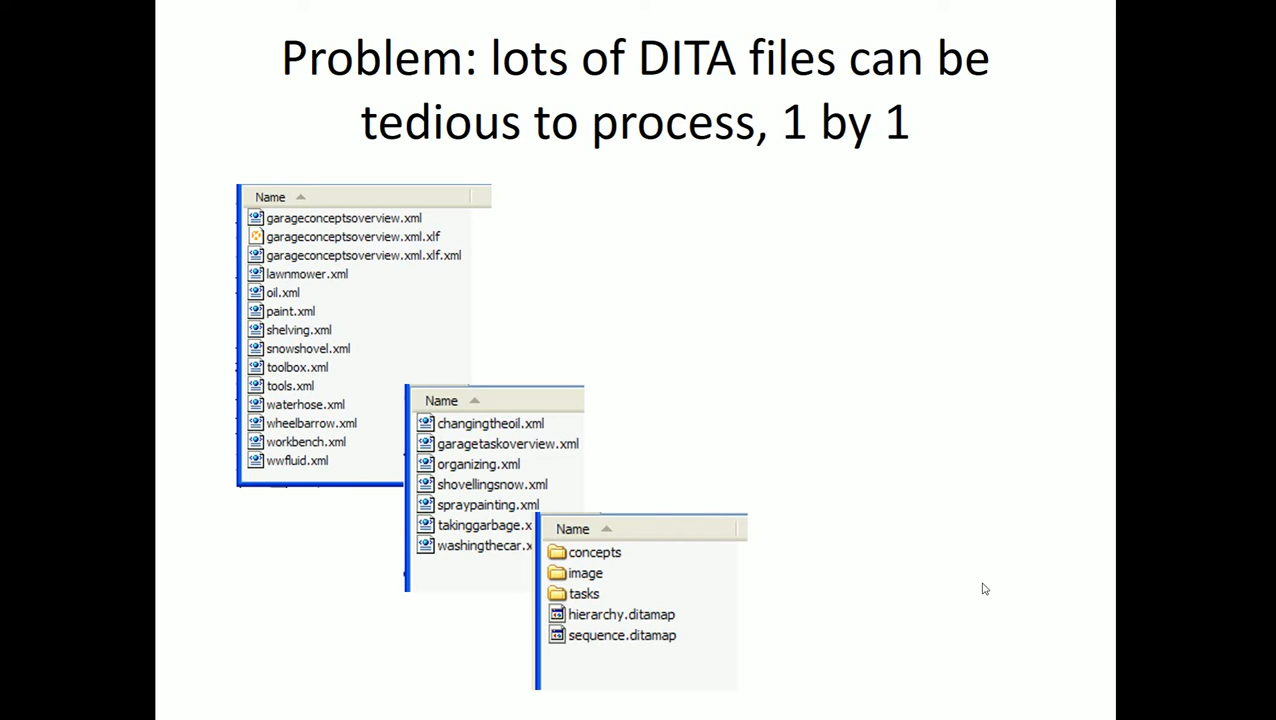 Problem: lots of DITA files can be
tedious to process, 1 by 1
Name
garageconceptsoverview.xml
garageconceptsoverview.xml.xlf
garageconceptsoverview.xml.xlf.xml
lawnmower.xml
oil.xml
paint.xml
shelving.xml
snowshovel.xml
toolbox.xml
tools.xml
waterhose.xml
wheelbarrow.xml
workbench.xml
wwfluid.xml
Name
changingtheoil.xml
garagetaskoverview.xml
organizing.xml
shovellingsnow.xml
spraypainting.xml
takinggarbage.x
washingthecar.x
Name
concepts
image
tasks
hierarchy.ditamap
sequence.ditamap